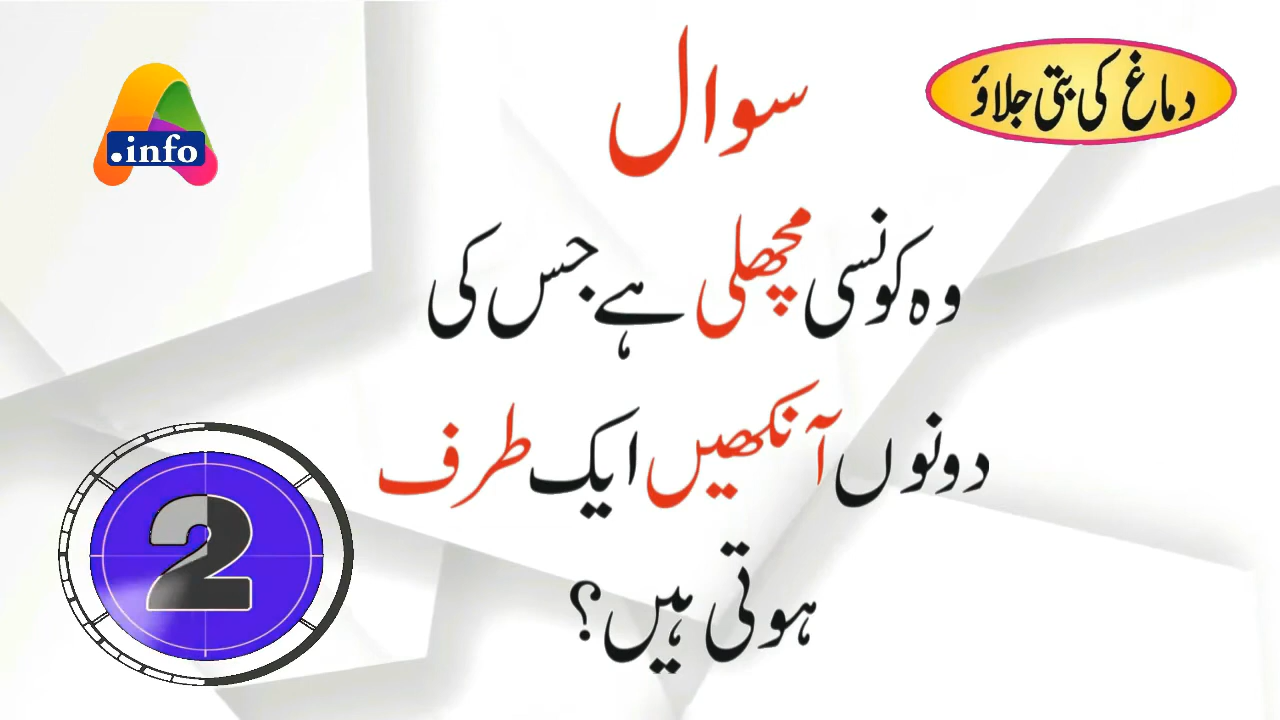 .info
دماغ کی بتی جلاؤ
سوال
وہ کونسی مچھلی ہے جس کی
دونوں آنکھیں ایک طرف
ہوتی ہیں؟
2